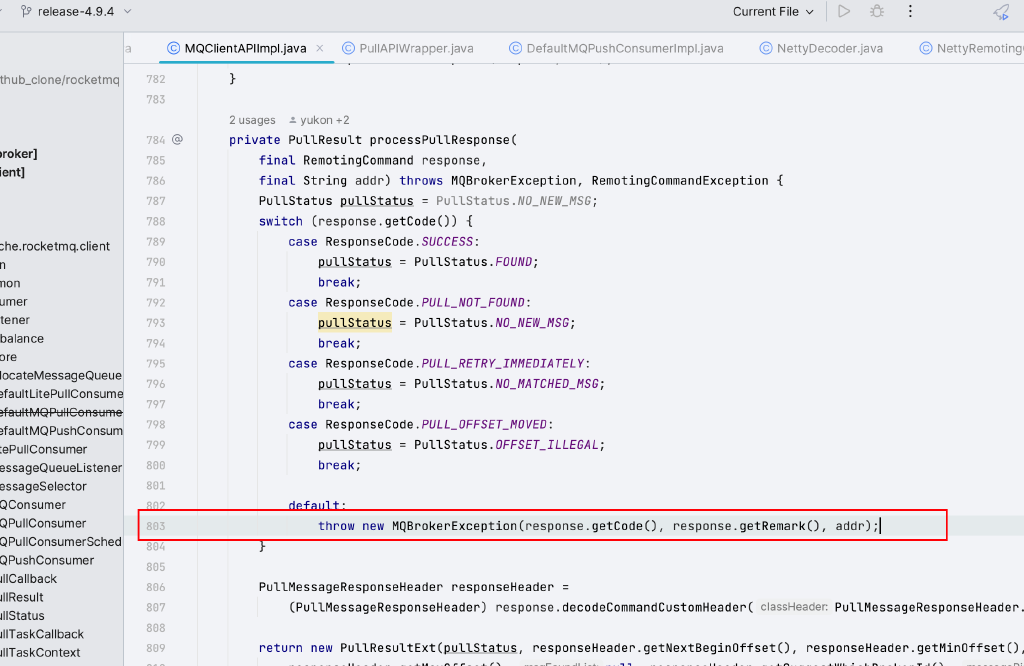 release-4.9.4
Current File
a
MQClientAPIImpl.java
PullAPIWrapper.java
DefaultMQPushConsumerImpl.java
NettyDecoder.java
NettyRemoting
thub_clone/rocketmq
broker]
ient]
che.rocketmq.client
n
mon
umer
tener
balance
ore
locateMessageQueue
efaultLitePullConsume
efaultMQPullConsume
efaultMQPushConsum
tePullConsumer
essageQueueListener
essageSelector
QConsumer
QPullConsumer
QPullConsumerSched
QPushConsumer
ullCallback
ullResult
ullStatus
ullTaskCallback
ullTaskContext
782 }
783
2 usages yukon +2
784 @ private PullResult processPullResponse(
785 final RemotingCommand response,
786 final String addr) throws MQBrokerException, RemotingCommandException {
787 PullStatus pullStatus = PullStatus.NO_NEW_MSG;
788 switch (response.getCode()) {
789 case ResponseCode.SUCCESS:
790 pullStatus = PullStatus.FOUND;
791 break;
792 case ResponseCode.PULL_NOT_FOUND:
793 pullStatus = PullStatus.NO_NEW_MSG;
794 break;
795 case ResponseCode.PULL_RETRY_IMMEDIATELY:
796 pullStatus = PullStatus.NO_MATCHED_MSG;
797 break;
798 case ResponseCode.PULL_OFFSET_MOVED:
799 pullStatus = PullStatus.OFFSET_ILLEGAL;
800 break;
801
802 default:
803 throw new MQBrokerException(response.getCode(), response.getRemark(), addr);
804 }
805
806 PullMessageResponseHeader responseHeader =
807 (PullMessageResponseHeader) response.decodeCommandCustomHeader( classHeader: PullMessageResponseHeader.
808
809 return new PullResultExt(pullStatus, responseHeader.getNextBeginOffset(), responseHeader.getMinOffset(),